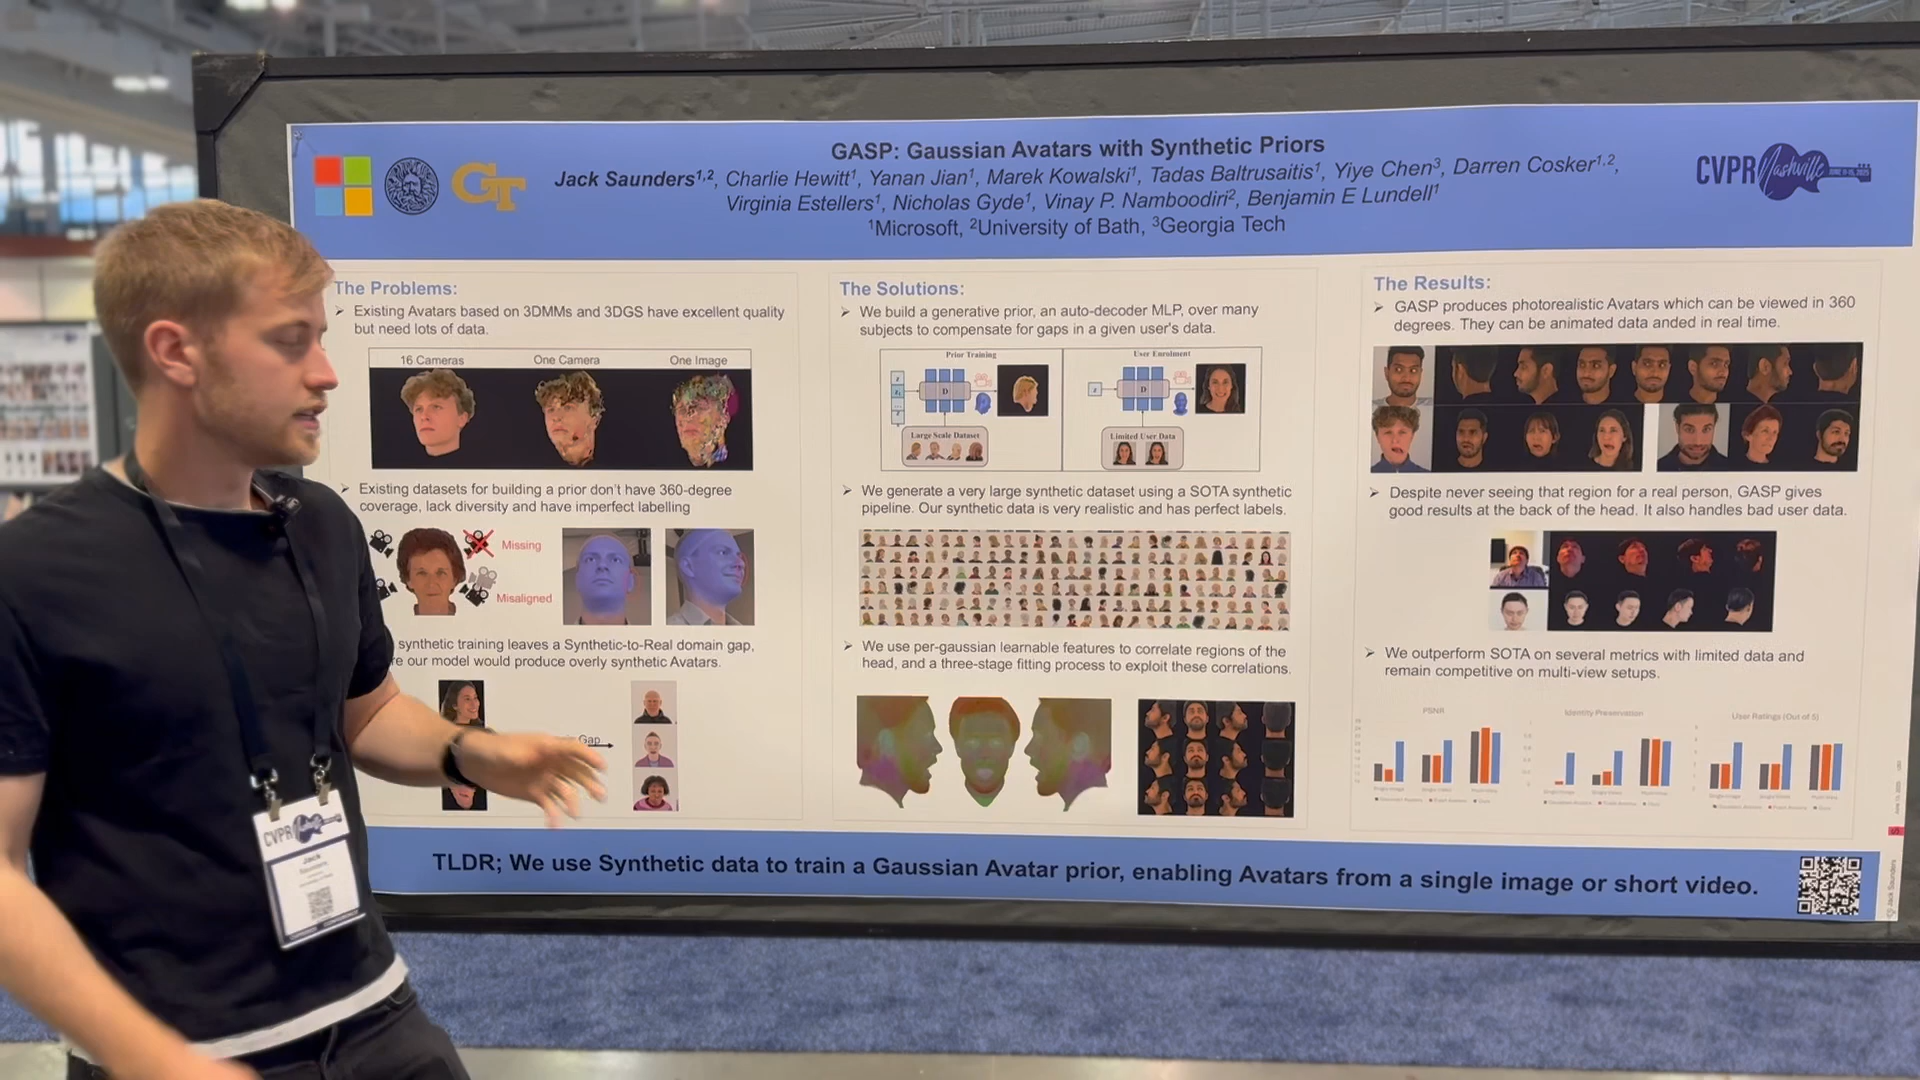 GASP: Gaussian Avatars with Synthetic Priors
Jack Saunders1,2, Charlie Hewitt1, Yanan Jian1, Marek Kowalski1, Tadas Baltrusaitis1, Yiye Chen3, Darren Cosker1,2,
Virginia Estellers1, Nicholas Gyde1, Vinay P. Namboodiri2, Benjamin E Lundell1
1Microsoft, 2University of Bath, 3Georgia Tech
GT
CVPR Nashville
The Problems:
Existing Avatars based on 3DMMs and 3DGS have excellent quality
but need lots of data.
16 Cameras One Camera One Image
Existing datasets for building a prior don't have 360-degree
coverage, lack diversity and have imperfect labelling
Missing
Misaligned
synthetic training leaves a Synthetic-to-Real domain gap,
our model would produce overly synthetic Avatars.
Gap
The Solutions:
We build a generative prior, an auto-decoder MLP, over many
subjects to compensate for gaps in a given user's data.
Prior Training User Enrolment
D D
Large Scale Dataset Limited User Data
We generate a very large synthetic dataset using a SOTA synthetic
pipeline. Our synthetic data is very realistic and has perfect labels.
We use per-gaussian learnable features to correlate regions of the
head, and a three-stage fitting process to exploit these correlations.
The Results:
GASP produces photorealistic Avatars which can be viewed in 360
degrees. They can be animated data anded in real time.
Despite never seeing that region for a real person, GASP gives
good results at the back of the head. It also handles bad user data.
We outperform SOTA on several metrics with limited data and
remain competitive on multi-view setups.
PSNR Identity Preservation User Ratings (Out of 5)
TLDR; We use Synthetic data to train a Gaussian Avatar prior, enabling Avatars from a single image or short video.
CVPR
Jack
Jack Saunders